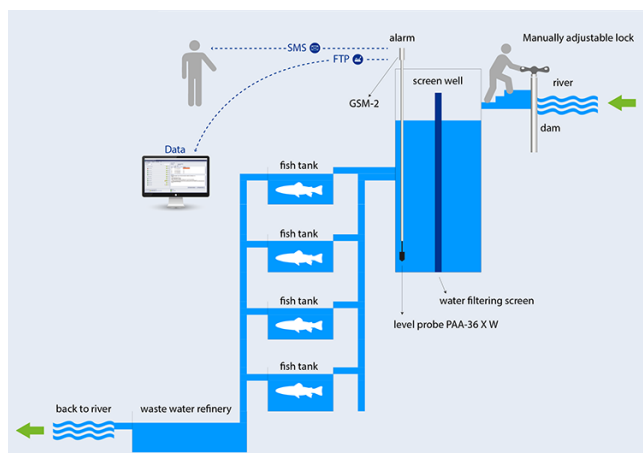 alarm
Manually adjustable lock
SMS
FTP
screen well
river
GSM-2
dam
Data
fish tank
fish tank
fish tank
water filtering screen
level probe PAA-36 X W
fish tank
back to river
waste water refinery